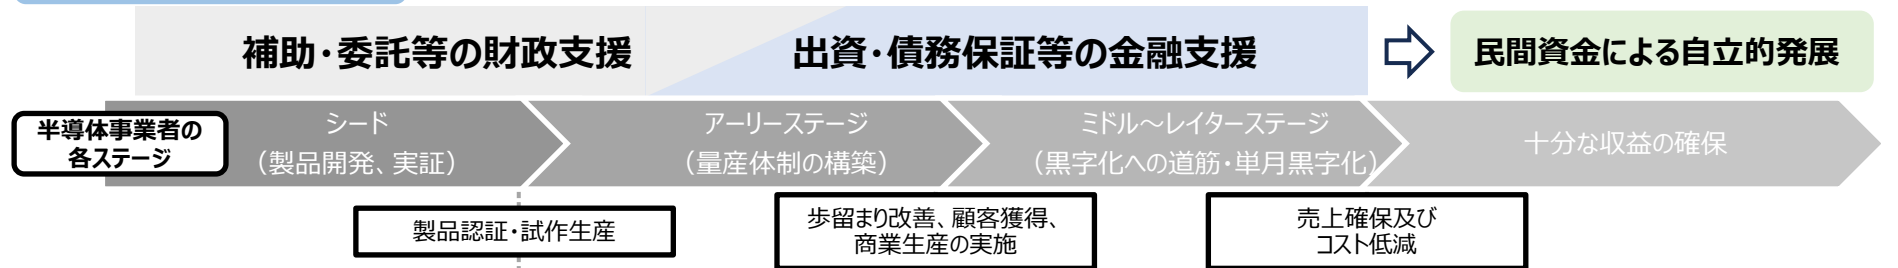 補助・委託等の財政支援
出資・債務保証等の金融支援
民間資金による自立的発展
半導体事業者の
各ステージ
シード
（製品開発、実証）
アーリーステージ
（量産体制の構築）
ミドル～レイターステージ
（黒字化への道筋・単月黒字化）
十分な収益の確保
製品認証・試作生産
歩留まり改善、顧客獲得、
商業生産の実施
売上確保及び
コスト低減